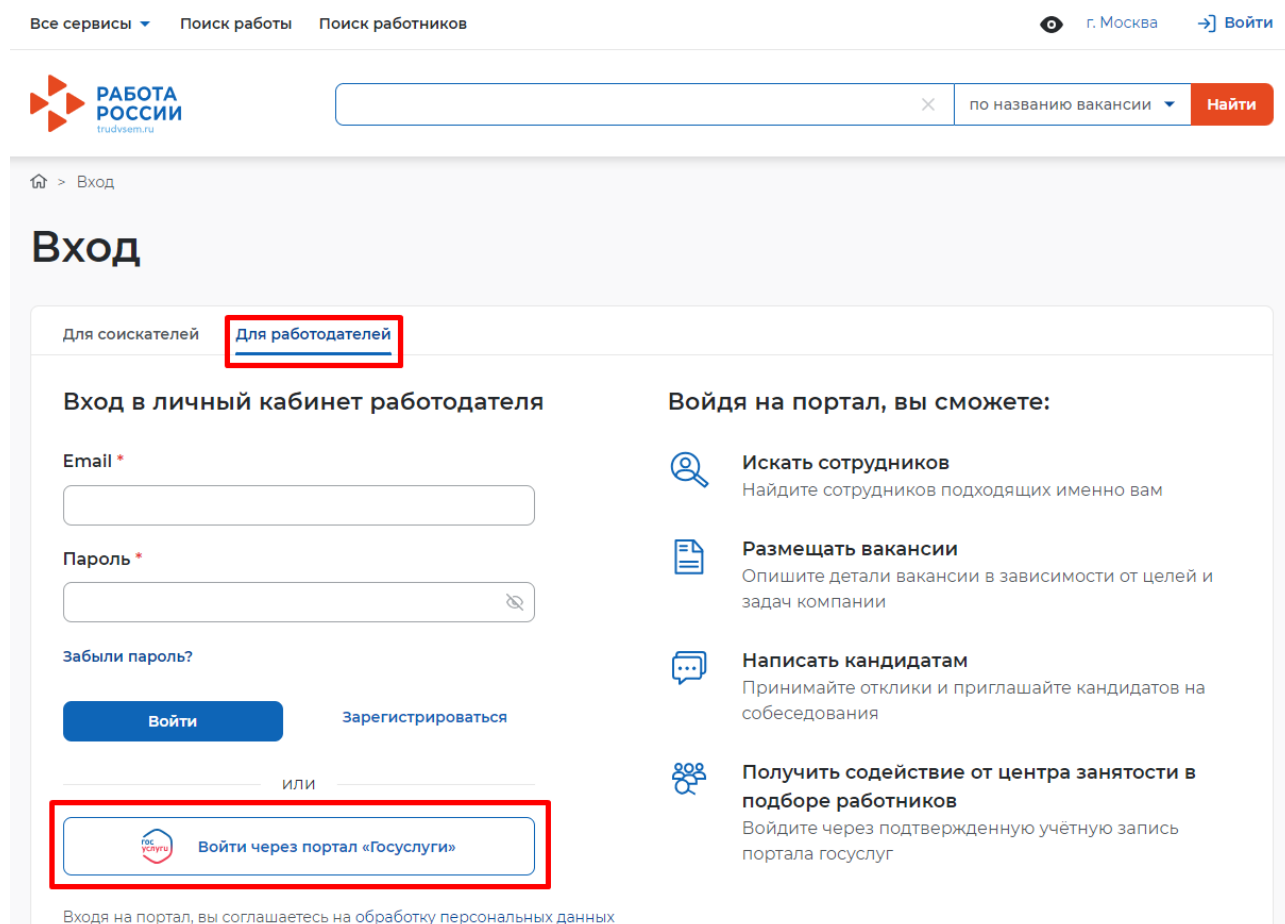 Все сервисы Поиск работы Поиск работников г. Москва Войти
РАБОТА
РОССИИ
trudvsem.ru
по названию вакансии Найти
> Вход
Вход
Для соискателей Для работодателей
Вход в личный кабинет работодателя
Email *
Пароль *
Забыли пароль?
Войти Зарегистрироваться
или
госуслуги Войти через портал «Госуслуги»
Входя на портал, вы соглашаетесь на обработку персональных данных
Войдя на портал, вы сможете:
Искать сотрудников
Найдите сотрудников подходящих именно вам
Размещать вакансии
Опишите детали вакансии в зависимости от целей и
задач компании
Написать кандидатам
Принимайте отклики и приглашайте кандидатов на
собеседования
Получить содействие от центра занятости в
подборе работников
Войдите через подтвержденную учётную запись
портала госуслуг